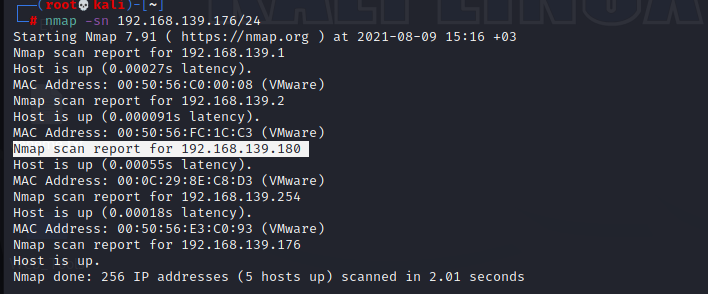 (root💀kali)-[~]
# nmap -sn 192.168.139.176/24
Starting Nmap 7.91 ( https://nmap.org ) at 2021-08-09 15:16 +03
Nmap scan report for 192.168.139.1
Host is up (0.00027s latency).
MAC Address: 00:50:56:C0:00:08 (VMware)
Nmap scan report for 192.168.139.2
Host is up (0.000091s latency).
MAC Address: 00:50:56:FC:1C:C3 (VMware)
Nmap scan report for 192.168.139.180
Host is up (0.00055s latency).
MAC Address: 00:0C:29:8E:C8:D3 (VMware)
Nmap scan report for 192.168.139.254
Host is up (0.00018s latency).
MAC Address: 00:50:56:E3:C0:93 (VMware)
Nmap scan report for 192.168.139.176
Host is up.
Nmap done: 256 IP addresses (5 hosts up) scanned in 2.01 seconds